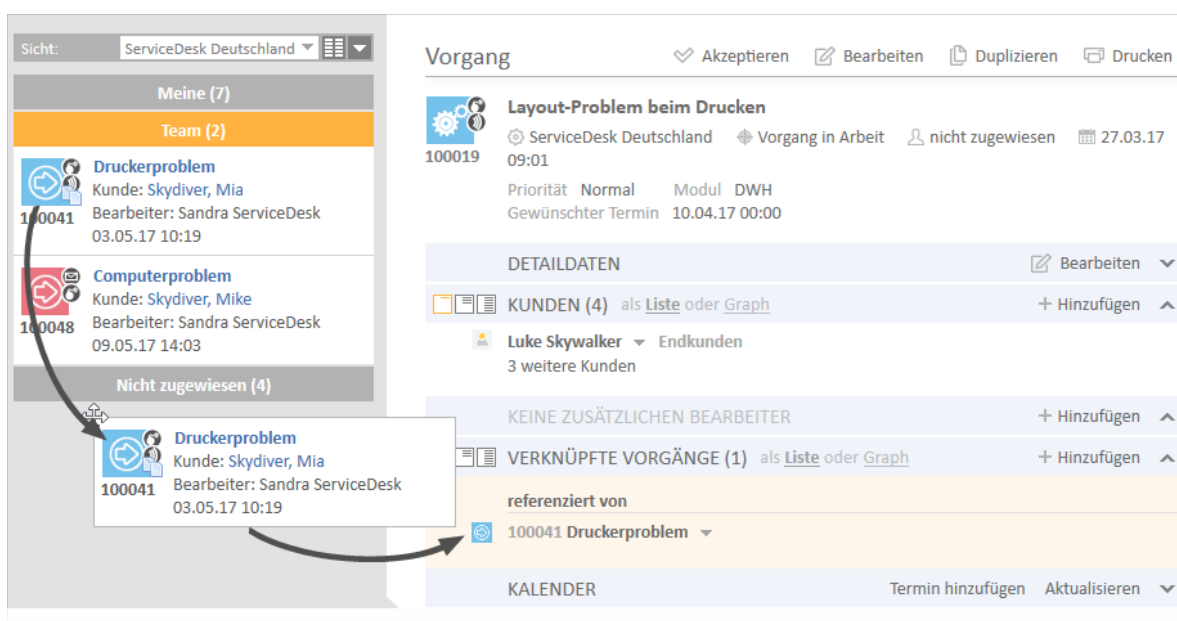 Sicht: ServiceDesk Deutschland
Meine (7)
Team (2)
Druckerproblem
Kunde: Skydiver, Mia
100041 Bearbeiter: Sandra ServiceDesk
03.05.17 10:19
Computerproblem
Kunde: Skydiver, Mike
100048 Bearbeiter: Sandra ServiceDesk
09.05.17 14:03
Nicht zugewiesen (4)
Druckerproblem
Kunde: Skydiver, Mia
100041 Bearbeiter: Sandra ServiceDesk
03.05.17 10:19
Vorgang Akzeptieren Bearbeiten Duplizieren Drucken
Layout-Problem beim Drucken
ServiceDesk Deutschland Vorgang in Arbeit nicht zugewiesen 27.03.17
100019 09:01
Priorität Normal Modul DWH
Gewünschter Termin 10.04.17 00:00
DETAILDATEN Bearbeiten
KUNDEN (4) als Liste oder Graph Hinzufügen
Luke Skywalker Endkunden
3 weitere Kunden
KEINE ZUSÄTZLICHEN BEARBEITER Hinzufügen
VERKNÜPFTE VORGÄNGE (1) als Liste oder Graph Hinzufügen
referenziert von
100041 Druckerproblem
KALENDER Termin hinzufügen Aktualisieren